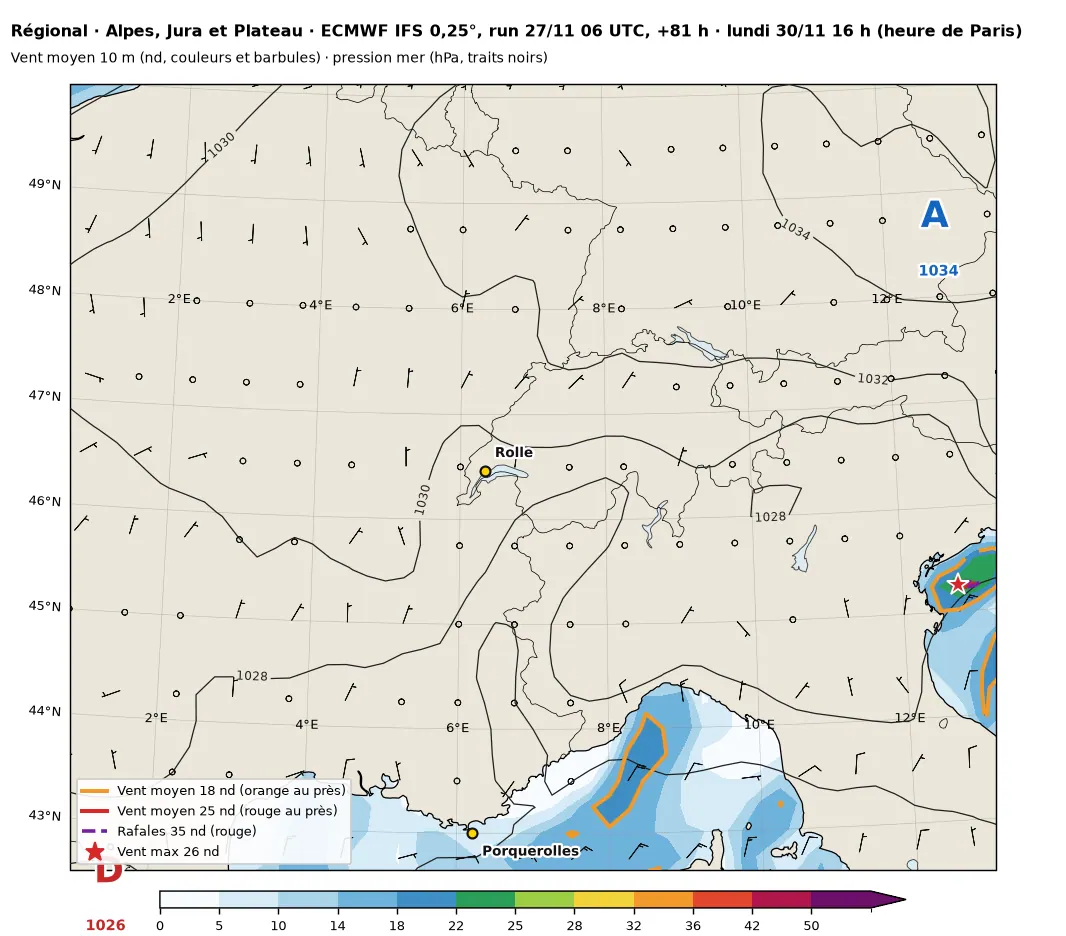 Régional · Alpes, Jura et Plateau · ECMWF IFS 0,25°, run 27/11 06 UTC, +81 h · lundi 30/11 16 h (heure de Paris)
Vent moyen 10 m (nd, couleurs et barbules) · pression mer (hPa, traits noirs)
1030
49°N
A
1034
1034
48°N
2°E
4°E
6°E
8°E
10°E
12°E
1032
47°N
Rolle
1030
46°N
1028
45°N
1028
44°N
2°E
4°E
6°E
8°E
10°E
12°E
43°N
Vent moyen 18 nd (orange au près)
Vent moyen 25 nd (rouge au près)
Rafales 35 nd (rouge)
Vent max 26 nd
Porquerolles
D
1026
0 5 10 14 18 22 25 28 32 36 42 50